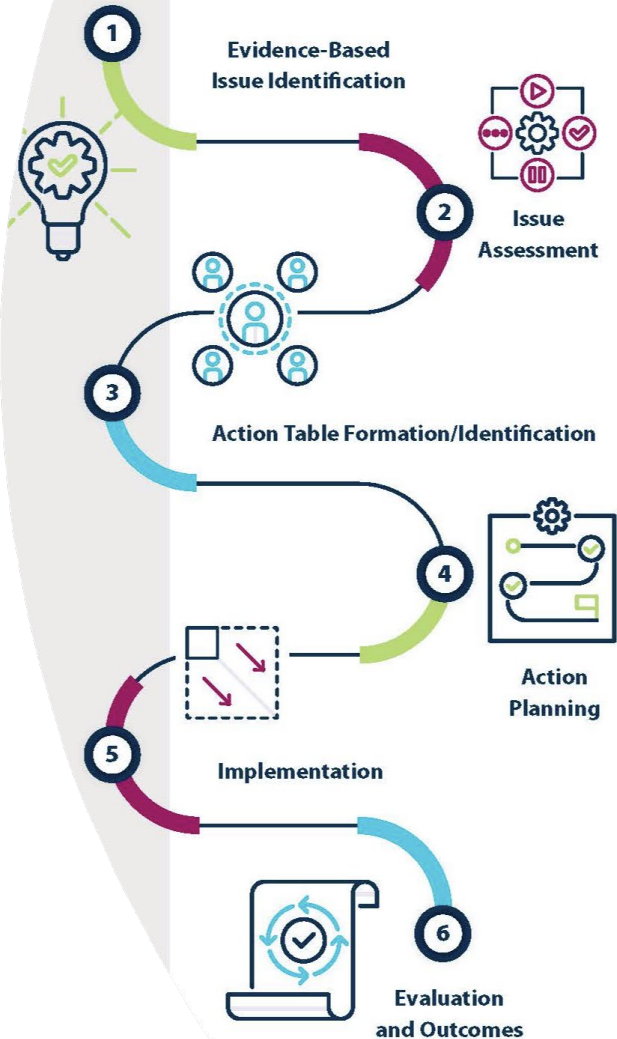 1
Evidence-Based
Issue Identification
2
Issue
Assessment
3
Action Table Formation/Identification
4
Action
Planning
5
Implementation
6
Evaluation
and Outcomes